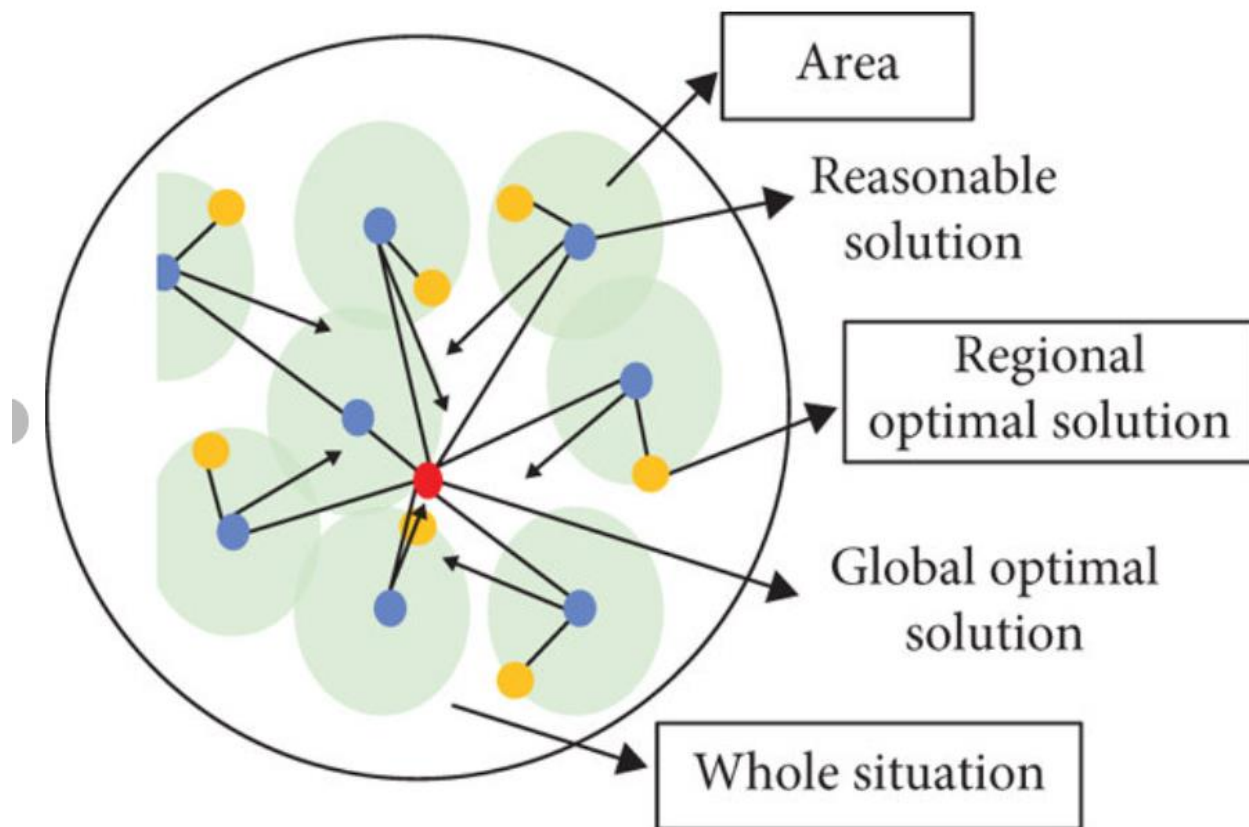 Area
Reasonable
solution
Regional
optimal solution
Global optimal
solution
Whole situation